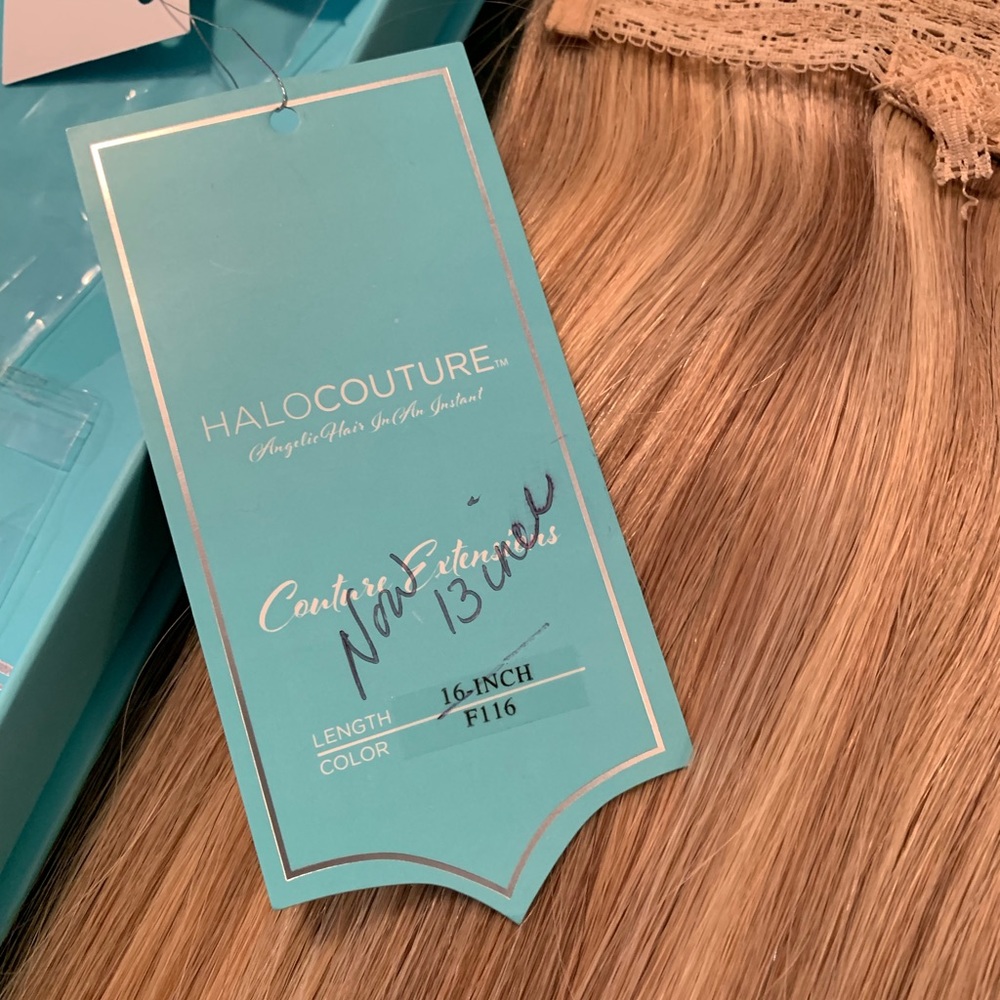 HALOCOUTURE™
Angelic Hair In An Instant
Couture Extensions
Now
13 inch
LENGTH 16-INCH
COLOR F116